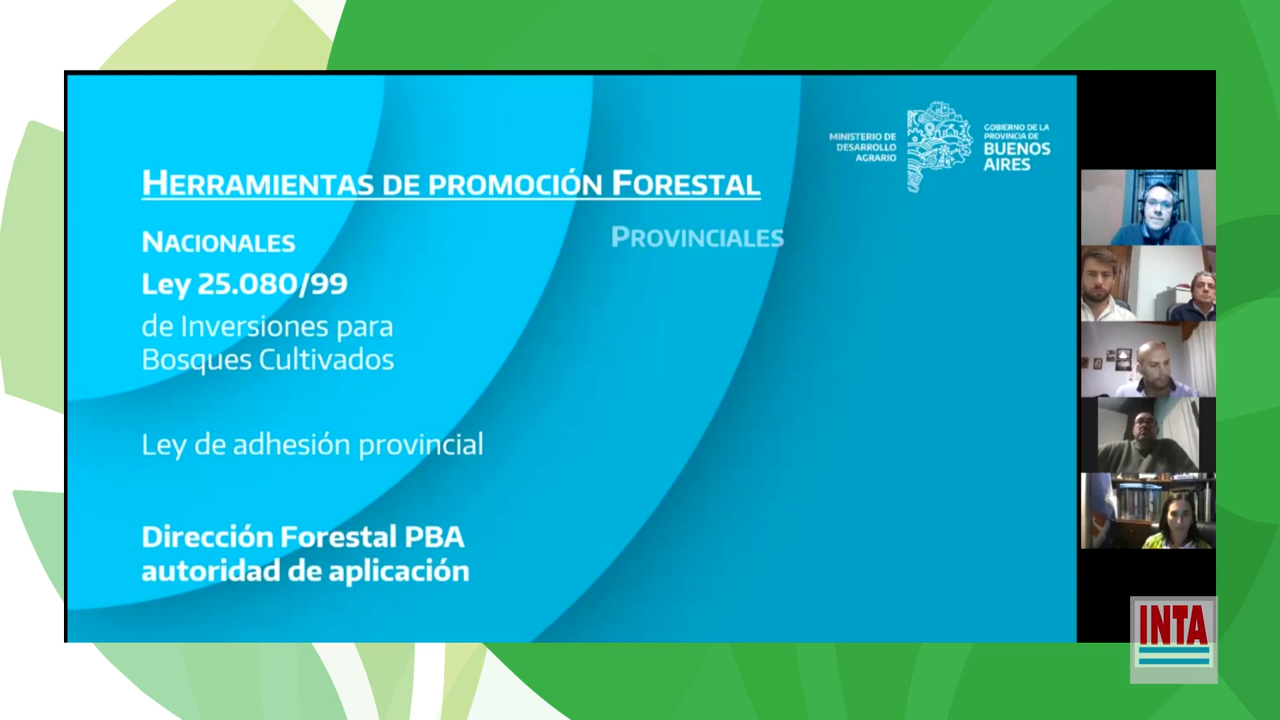 MINISTERIO DE
DESARROLLO
AGRARIO
GOBIERNO DE LA
PROVINCIA DE
BUENOS
AIRES
HERRAMIENTAS DE PROMOCIÓN FORESTAL
NACIONALES
PROVINCIALES
Ley 25.080/99
de Inversiones para
Bosques Cultivados
Ley de adhesión provincial
Dirección Forestal PBA
autoridad de aplicación
INTA